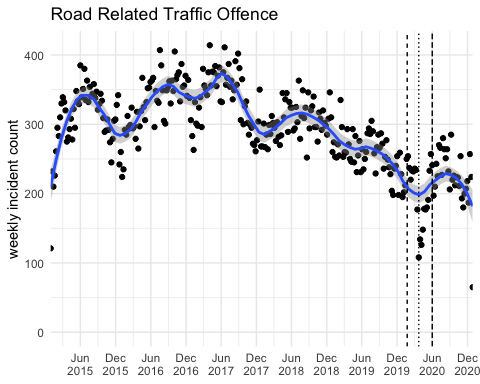 Road Related Traffic Offence
weekly incident count
400
300
200
100
0
Jun Dec Jun Dec Jun Dec Jun Dec Jun Dec Jun Dec
2015 2015 2016 2016 2017 2017 2018 2018 2019 2019 2020 2020